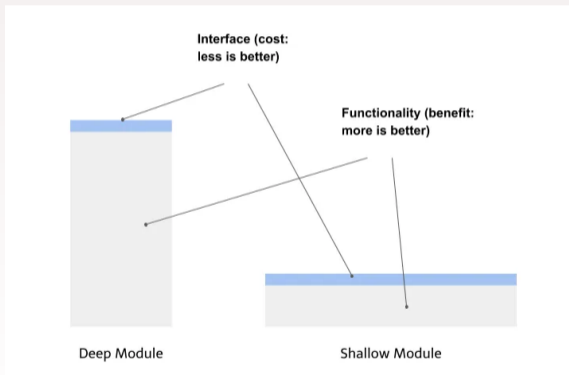 Interface (cost:
less is better)
Functionality (benefit:
more is better)
Deep Module
Shallow Module